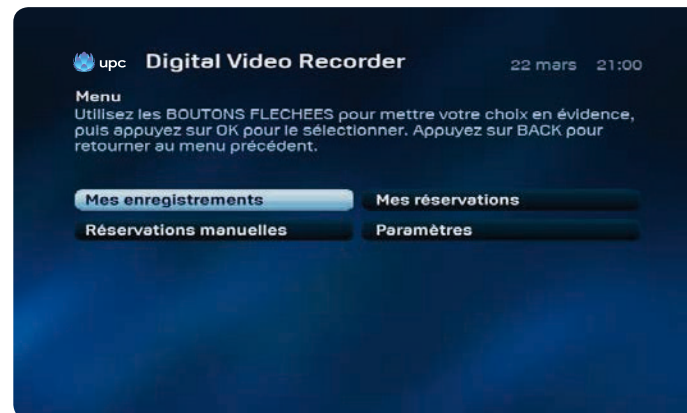 upc Digital Video Recorder 22 mars 21:00
Menu
Utilisez les BOUTONS FLECHEES pour mettre votre choix en évidence,
puis appuyez sur OK pour le sélectionner. Appuyez sur BACK pour
retourner au menu précédent.
Mes enregistrements Mes réservations
Réservations manuelles Paramètres